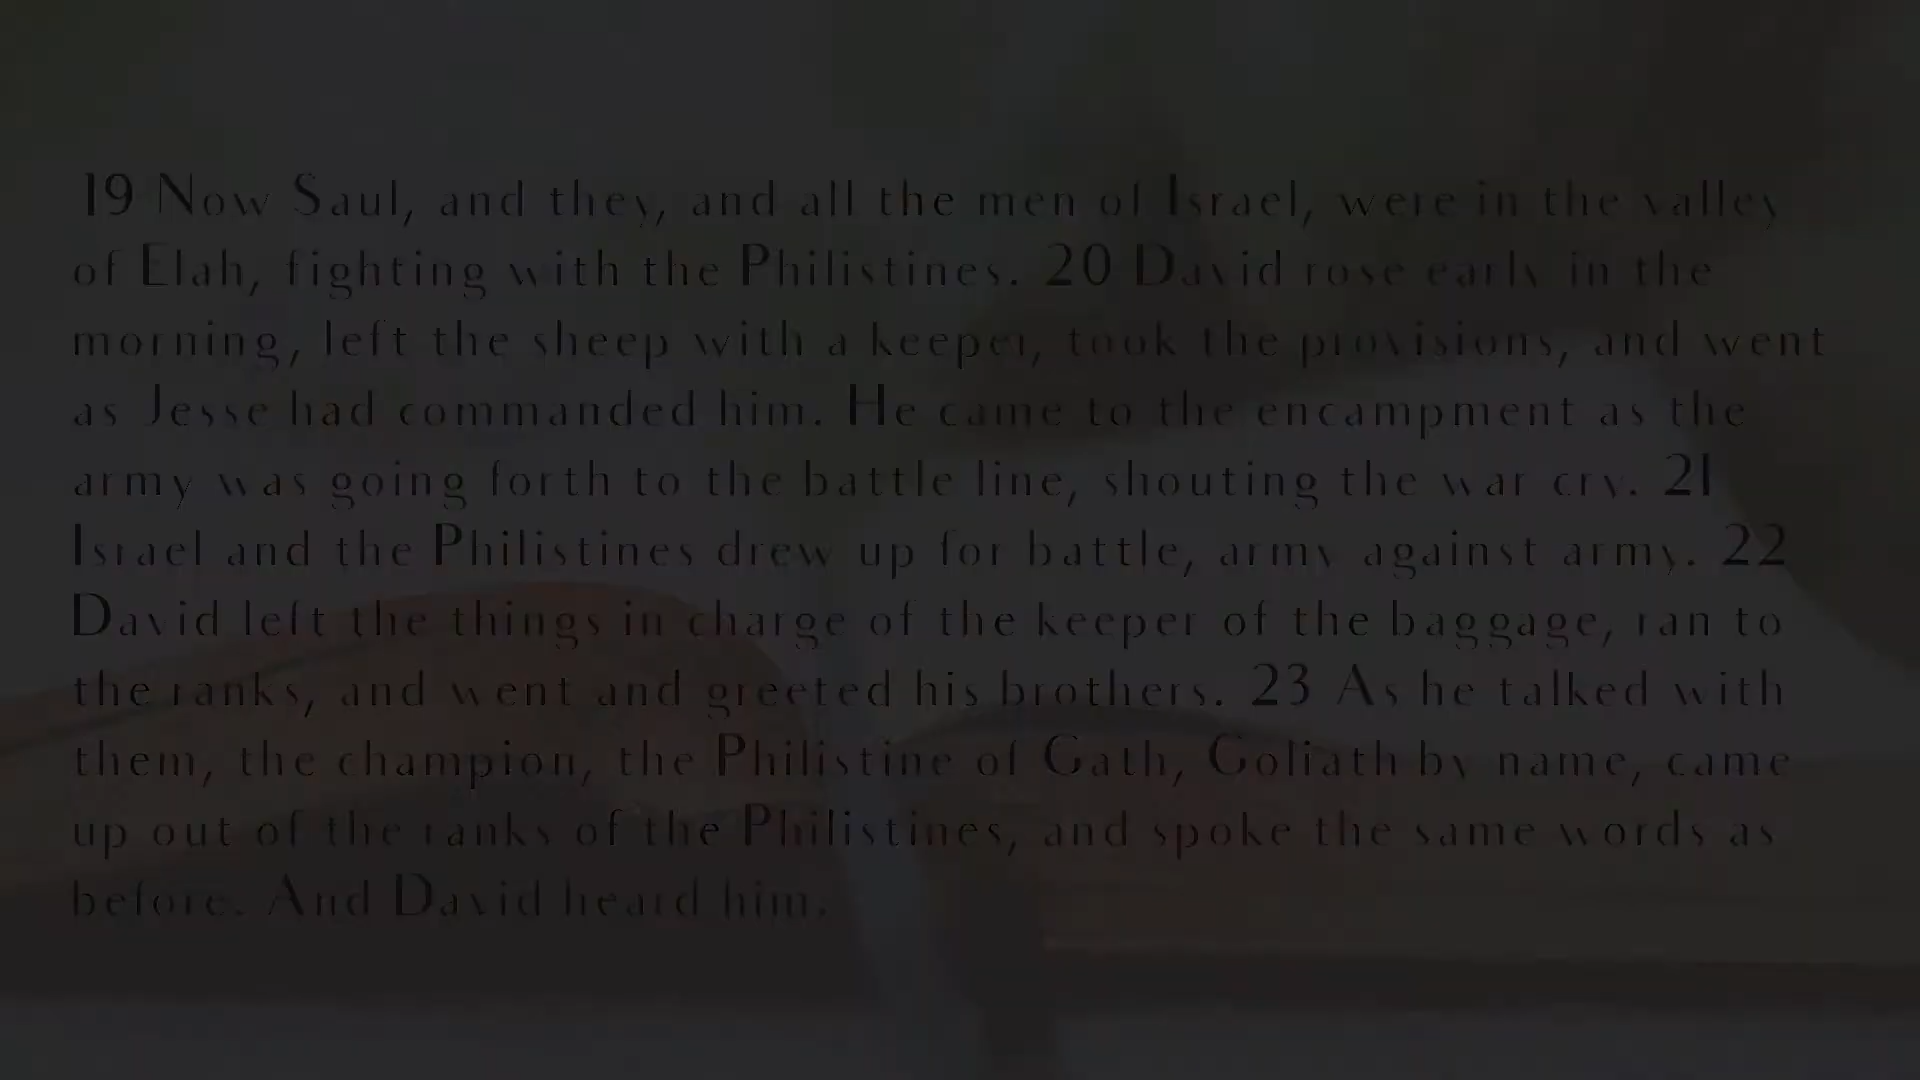 19 Now Saul, and they, and all the men of Israel, were in the valley
of Elah, fighting with the Philistines. 20 David rose early in the
morning, left the sheep with a keeper, took the provisions, and went
as Jesse had commanded him. He came to the encampment as the
army was going forth to the battle line, shouting the war cry. 21
Israel and the Philistines drew up for battle, army against army. 22
David left the things in charge of the keeper of the baggage, ran to
the ranks, and went and greeted his brothers. 23 As he talked with
them, the champion, the Philistine of Gath, Goliath by name, came
up out of the ranks of the Philistines, and spoke the same words as
before. And David heard him.